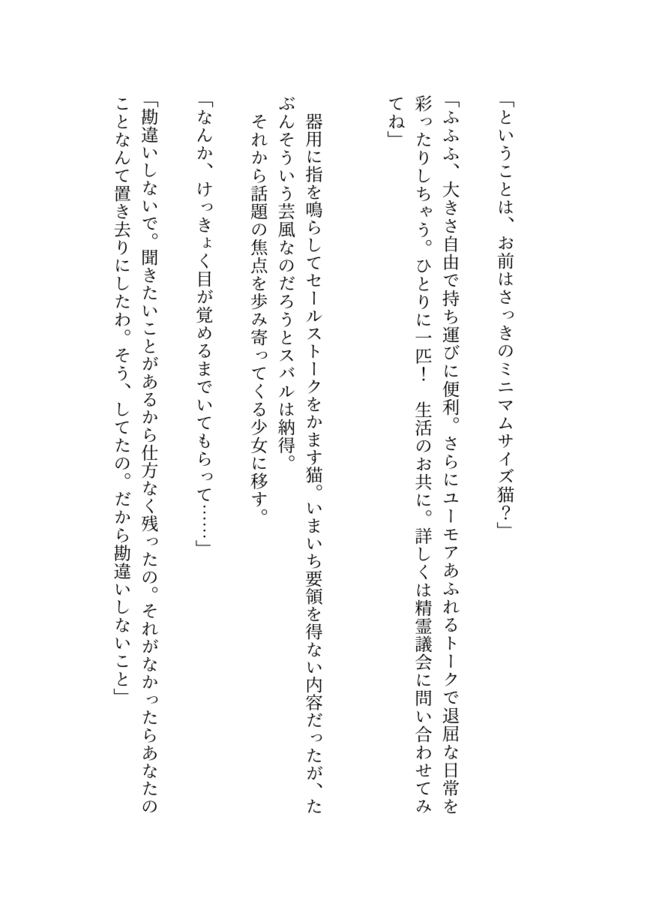 「ということは、お前はさっきのミニマムサイズ猫？」
「ふふふ、大きさ自由で持ち運びに便利。さらにユーモアあふれるトークで退屈な日常を
彩ったりしちゃう。ひとりに一匹！　生活のお共に。詳しくは精霊議会に問い合わせてみ
てね」
　器用に指を鳴らしてセールストークをかます猫。いまいち要領を得ない内容だったが、た
ぶんそういう芸風なのだろうとスバルは納得。
　それから話題の焦点を歩み寄ってくる少女に移す。
「なんか、けっきょく目が覚めるまでいてもらって……」
「勘違いしないで。聞きたいことがあるから仕方なく残ったの。それがなかったらあなたの
ことなんて置き去りにしたわ。そう、してたの。だから勘違いしないこと」